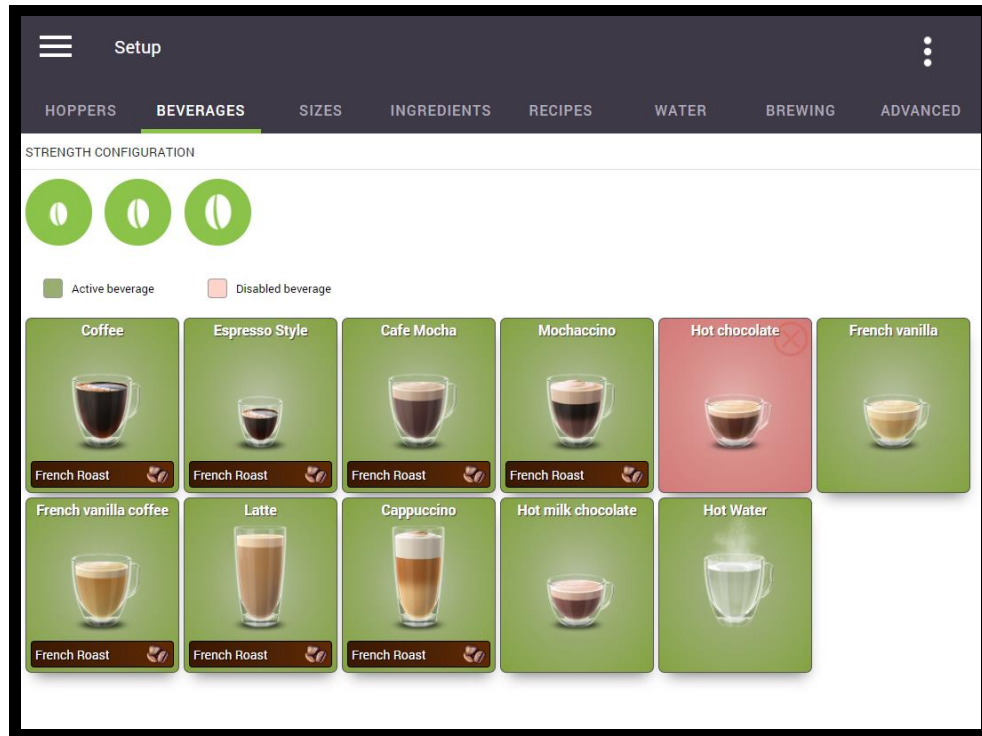 Setup
HOPPERS BEVERAGES SIZES INGREDIENTS RECIPES WATER BREWING ADVANCED
STRENGTH CONFIGURATION
Active beverage Disabled beverage
Coffee Espresso Style Cafe Mocha Mochaccino Hot chocolate French vanilla
French Roast French Roast French Roast French Roast
French vanilla coffee Latte Cappuccino Hot milk chocolate Hot Water
French Roast French Roast French Roast